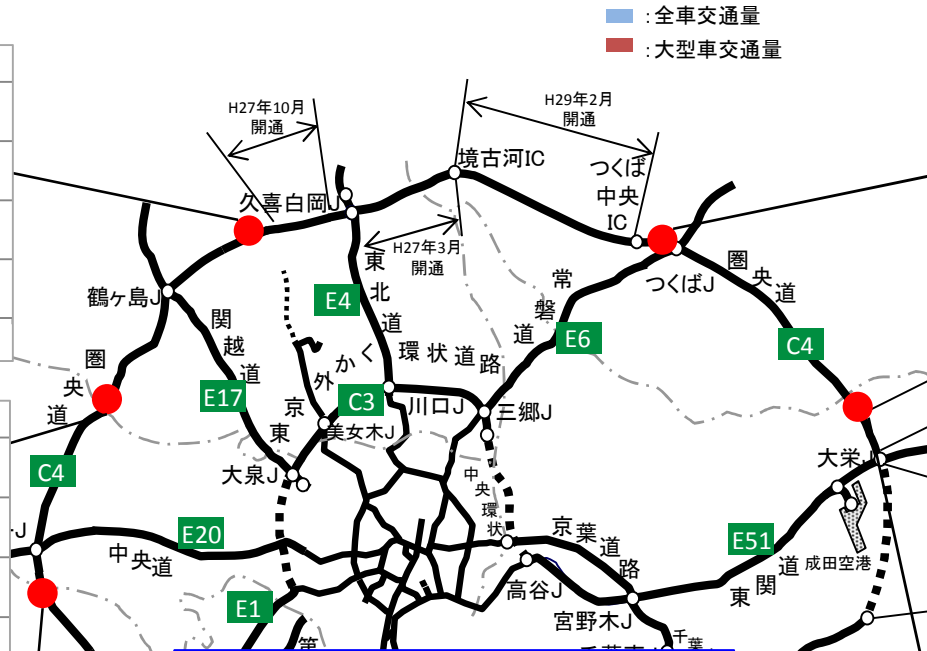 ：全車交通量
：大型車交通量
H27年10月
開通
H29年2月
開通
境古河IC
つくば
中央
IC
久喜白岡J
H27年3月
開通
つくばJ
圏央道
鶴ヶ島J
関越道
東北道
E4
常磐道
E6
C4
圏央道
E17
外かく環状道路
C3
川口J
三郷J
東京
美女木J
大泉J
C4
大栄J
中央環状
J
E20
中央道
京葉道路
E51
東関道
成田空港
高谷J
E1
宮野木J
第
千葉